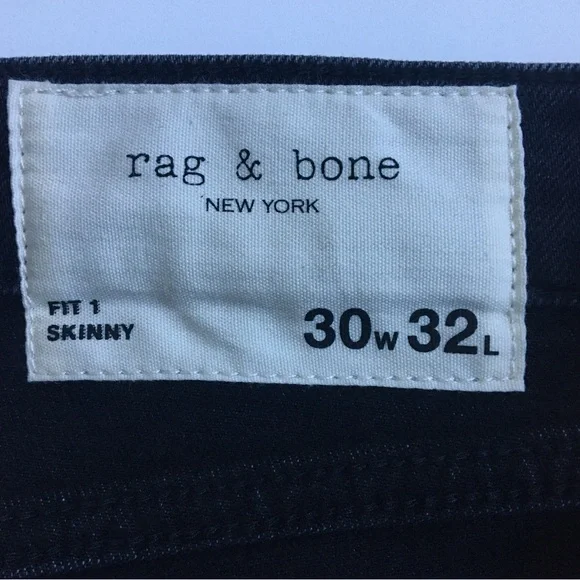 rag & bone
NEW YORK
FIT 1
SKINNY
30W 32L